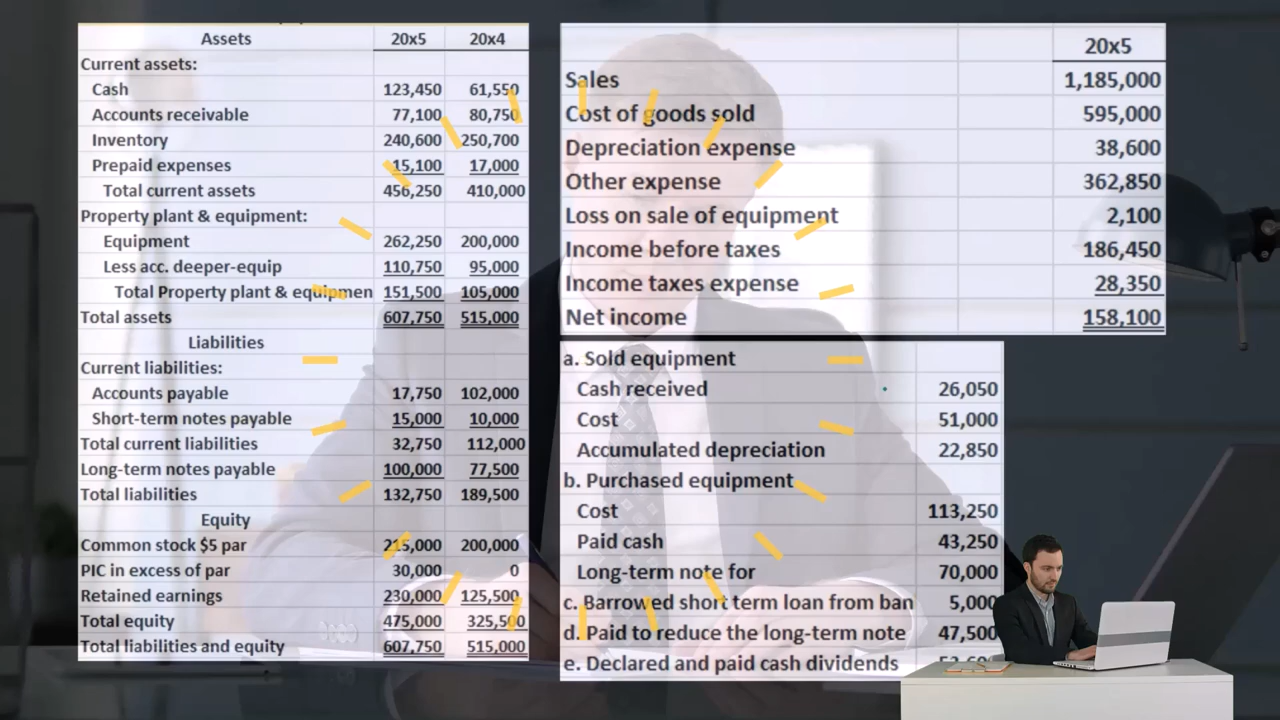 Assets 20x5 20x4
Current assets:
Cash 123,450 61,550
Accounts receivable 77,100 80,750
Inventory 240,600 250,700
Prepaid expenses 15,100 17,000
Total current assets 456,250 410,000
Property plant & equipment:
Equipment 262,250 200,000
Less acc. deeper-equip 110,750 95,000
Total Property plant & equipmen 151,500 105,000
Total assets 607,750 515,000
Liabilities
Current liabilities:
Accounts payable 17,750 102,000
Short-term notes payable 15,000 10,000
Total current liabilities 32,750 112,000
Long-term notes payable 100,000 77,500
Total liabilities 132,750 189,500
Equity
Common stock $5 par 215,000 200,000
PIC in excess of par 30,000 0
Retained earnings 230,000 125,500
Total equity 475,000 325,500
Total liabilities and equity 607,750 515,000
20x5
Sales 1,185,000
Cost of goods sold 595,000
Depreciation expense 38,600
Other expense 362,850
Loss on sale of equipment 2,100
Income before taxes 186,450
Income taxes expense 28,350
Net income 158,100
a. Sold equipment
Cash received 26,050
Cost 51,000
Accumulated depreciation 22,850
b. Purchased equipment
Cost 113,250
Paid cash 43,250
Long-term note for 70,000
c. Barrowed short term loan from ban 5,000
d. Paid to reduce the long-term note 47,500
e. Declared and paid cash dividends